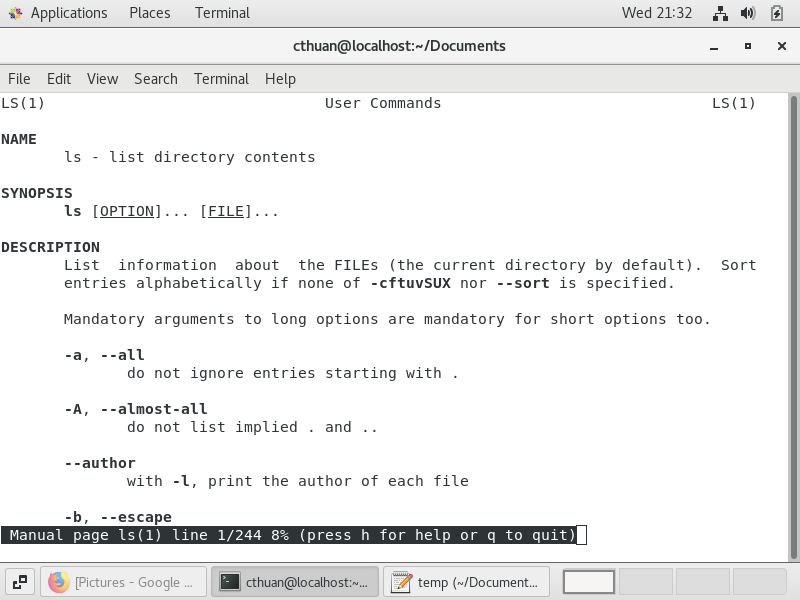 Applications Places Terminal Wed 21:32
cthuan@localhost:~/Documents
File Edit View Search Terminal Help
LS(1) User Commands LS(1)
NAME
ls - list directory contents
SYNOPSIS
ls [OPTION]... [FILE]...
DESCRIPTION
List information about the FILEs (the current directory by default). Sort
entries alphabetically if none of -cftuvSUX nor --sort is specified.
Mandatory arguments to long options are mandatory for short options too.
-a, --all
do not ignore entries starting with .
-A, --almost-all
do not list implied . and ..
--author
with -l, print the author of each file
-b, --escape
Manual page ls(1) line 1/244 8% (press h for help or q to quit)
[Pictures - Google ... cthuan@localhost:~... temp (~/Document...